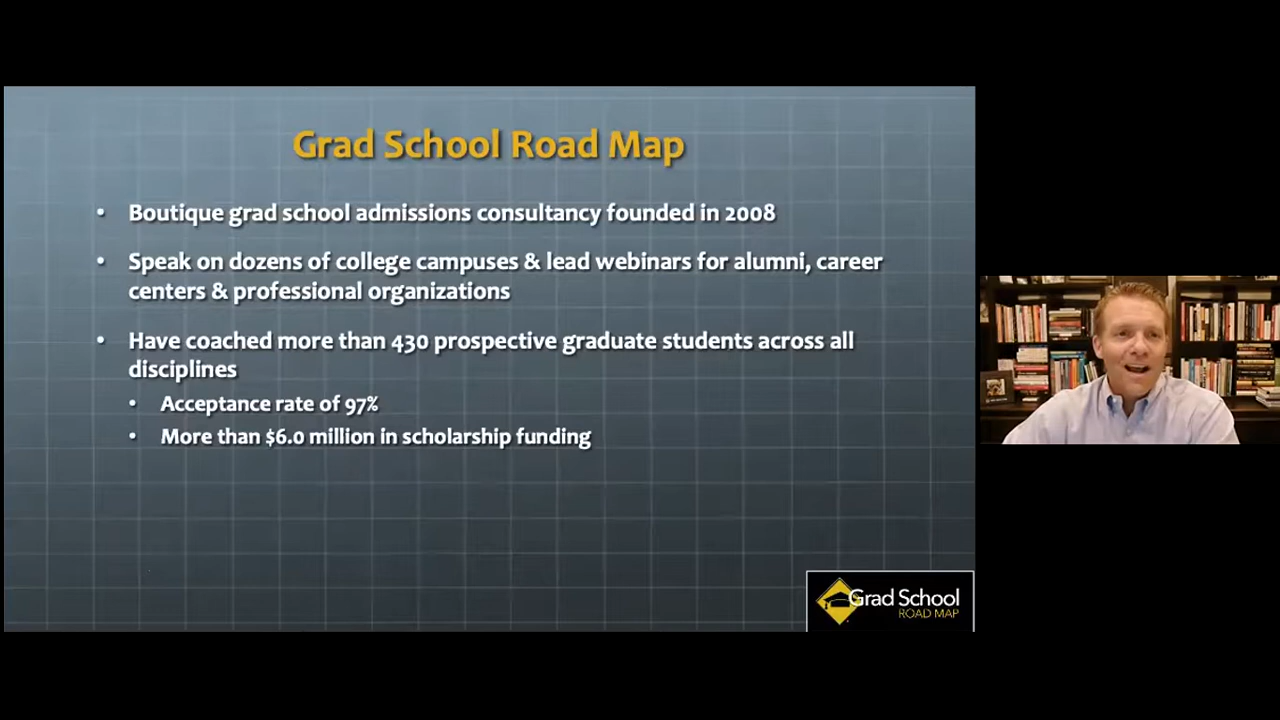 Grad School Road Map
• Boutique grad school admissions consultancy founded in 2008
• Speak on dozens of college campuses & lead webinars for alumni, career
centers & professional organizations
• Have coached more than 430 prospective graduate students across all
disciplines
• Acceptance rate of 97%
• More than $6.0 million in scholarship funding
Grad School
ROAD MAP